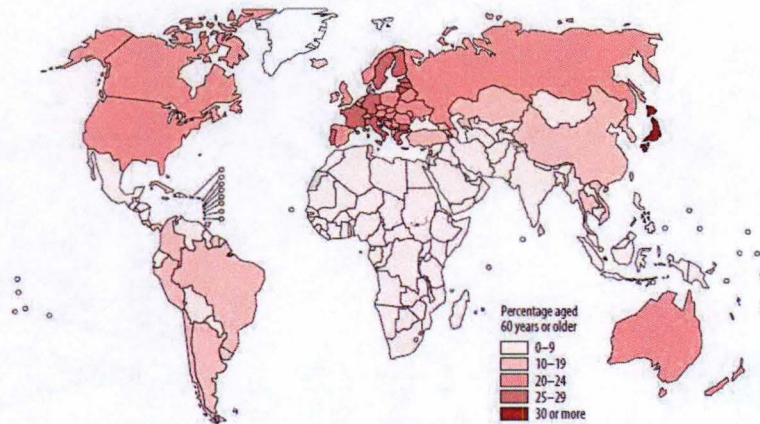 Percentage aged
60 years or older
0–9
10–19
20–24
25–29
30 or more